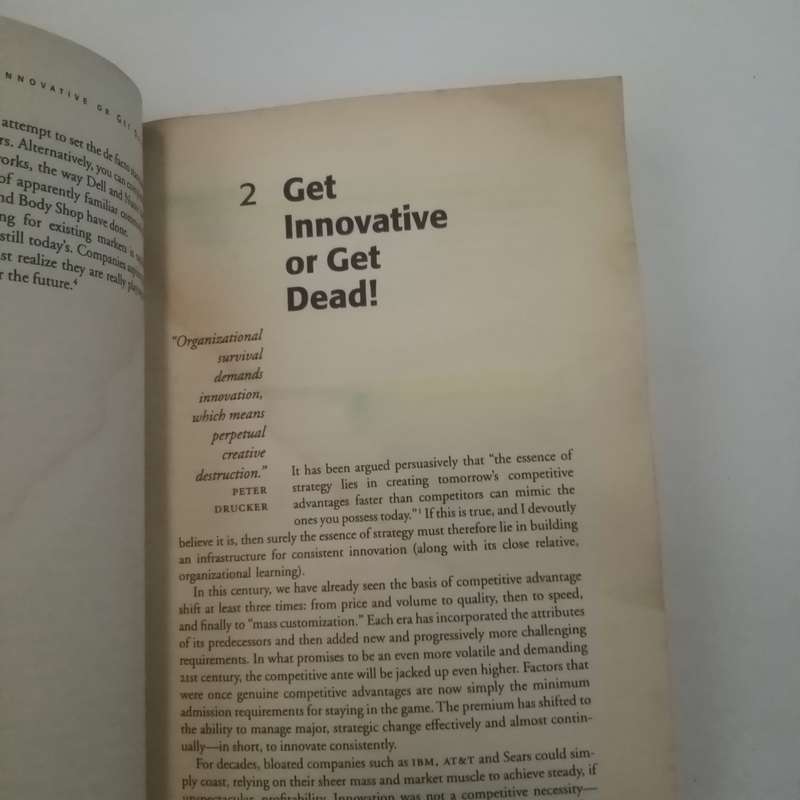 NNOVATIVE OR GET
attempt to set the de facto
rs. Alternatively, you can
orks, the way Dell and
of apparently familiar
nd Body Shop have done.
ng for existing markets is
still today's. Companies
st realize they are really
r the future.⁴
2 Get
Innovative
or Get
Dead!
"Organizational
survival
demands
innovation,
which means
perpetual
creative
destruction."
PETER
DRUCKER
It has been argued persuasively that "the essence of
strategy lies in creating tomorrow's competitive
advantages faster than competitors can mimic the
ones you possess today."¹ If this is true, and I devoutly
believe it is, then surely the essence of strategy must therefore lie in building
an infrastructure for consistent innovation (along with its close relative,
organizational learning).
In this century, we have already seen the basis of competitive advantage
shift at least three times: from price and volume to quality, then to speed,
and finally to "mass customization." Each era has incorporated the attributes
of its predecessors and then added new and progressively more challenging
requirements. In what promises to be an even more volatile and demanding
21st century, the competitive ante will be jacked up even higher. Factors that
were once genuine competitive advantages are now simply the minimum
admission requirements for staying in the game. The premium has shifted to
the ability to manage major, strategic change effectively and almost contin-
ually—in short, to innovate consistently.
For decades, bloated companies such as IBM, AT&T and Sears could sim-
ply coast, relying on their sheer mass and market muscle to achieve steady, if
unspectacular, profitability. Innovation was not a competitive necessity—